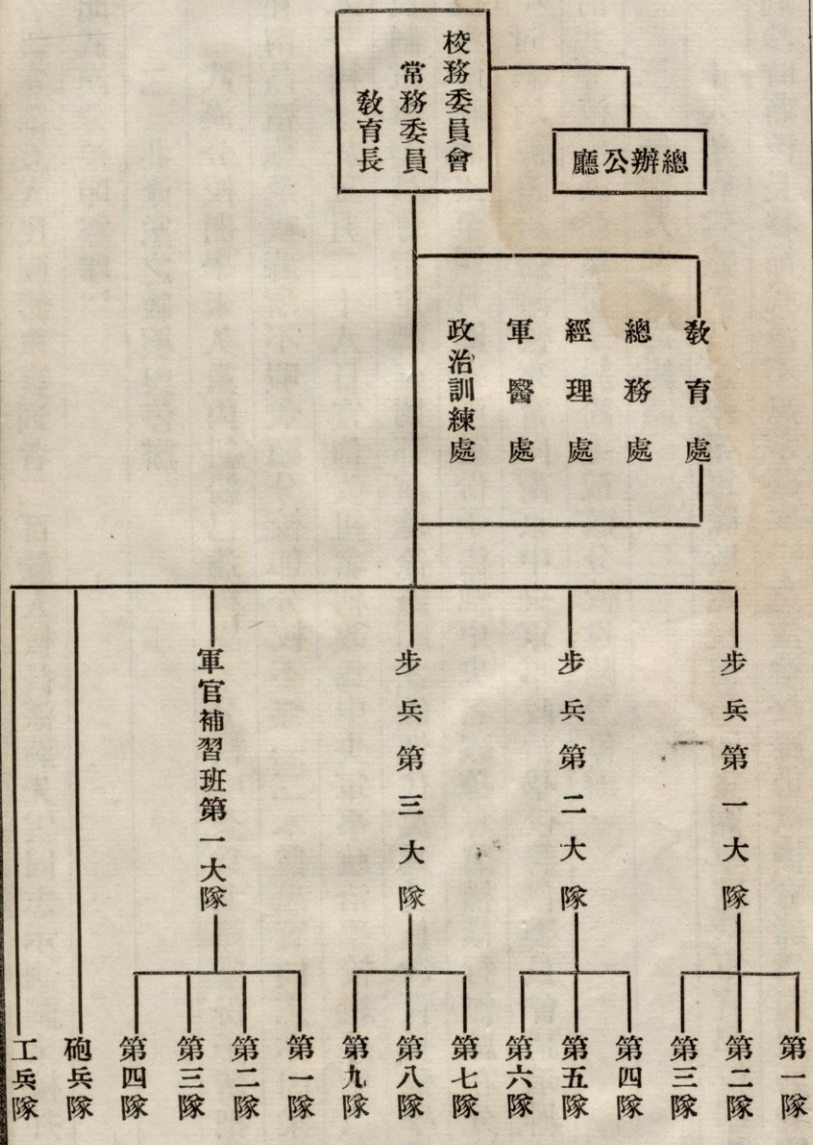 校務委員會
常務委員
教育長
總辦公廳
教育處
總務處
經理處
軍醫處
政治訓練處
步兵第一大隊
步兵第二大隊
步兵第三大隊
軍官補習班第一大隊
第一隊
第二隊
第三隊
第四隊
第五隊
第六隊
第七隊
第八隊
第九隊
第一隊
第二隊
第三隊
第四隊
砲兵隊
工兵隊